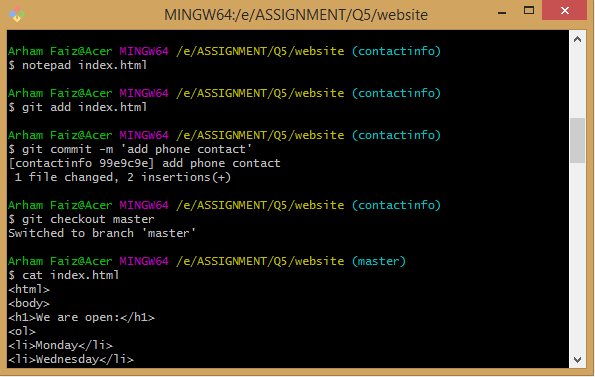 MINGW64:/e/ASSIGNMENT/Q5/website
Arham Faiz@Acer MINGW64 /e/ASSIGNMENT/Q5/website (contactinfo)
$ notepad index.html
Arham Faiz@Acer MINGW64 /e/ASSIGNMENT/Q5/website (contactinfo)
$ git add index.html
Arham Faiz@Acer MINGW64 /e/ASSIGNMENT/Q5/website (contactinfo)
$ git commit -m 'add phone contact'
[contactinfo 99e9c9e] add phone contact
 1 file changed, 2 insertions(+)
Arham Faiz@Acer MINGW64 /e/ASSIGNMENT/Q5/website (contactinfo)
$ git checkout master
Switched to branch 'master'
Arham Faiz@Acer MINGW64 /e/ASSIGNMENT/Q5/website (master)
$ cat index.html
<html>
<body>
<h1>We are open:</h1>
<ol>
<li>Monday</li>
<li>Wednesday</li>